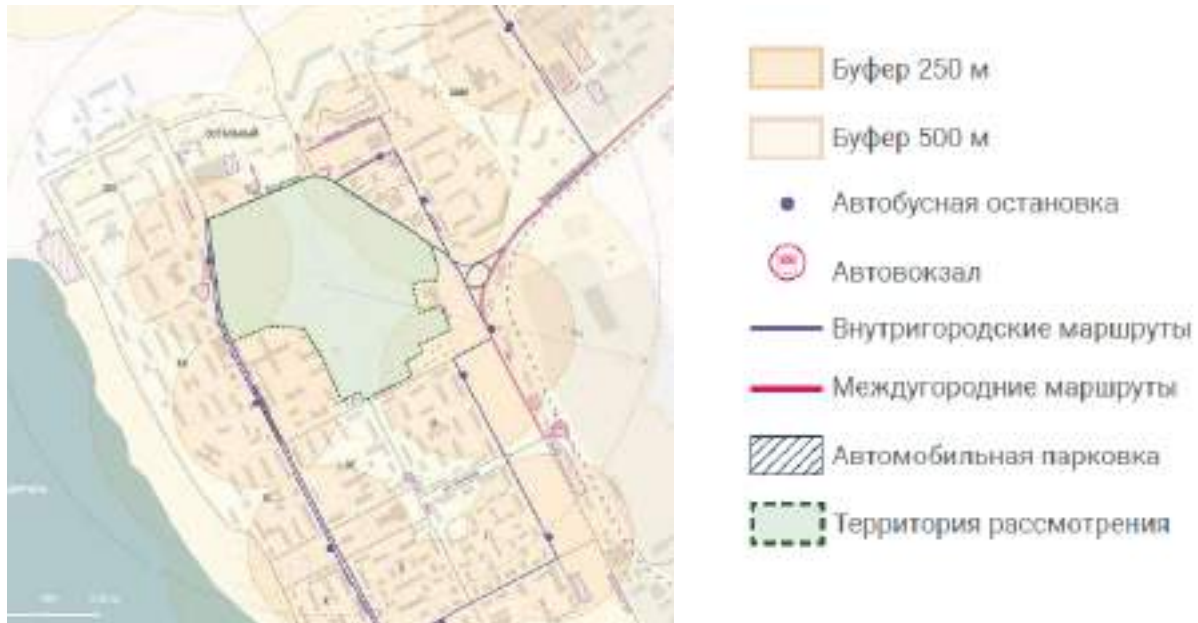 Буфер 250 м
Буфер 500 м
Автобусная остановка
Автовокзал
Внутригородские маршруты
Междугородние маршруты
Автомобильная парковка
Территория рассмотрения